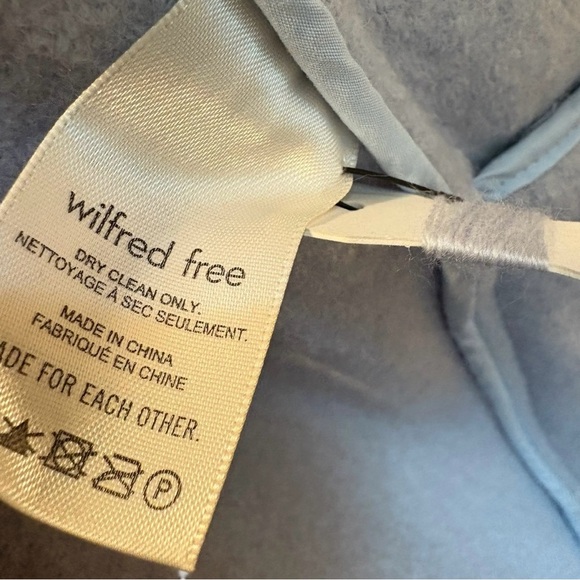 wilfred free
DRY CLEAN ONLY.
NETTOYAGE À SEC SEULEMENT.
MADE IN CHINA
FABRIQUÉ EN CHINE
ADE FOR EACH OTHER.
P